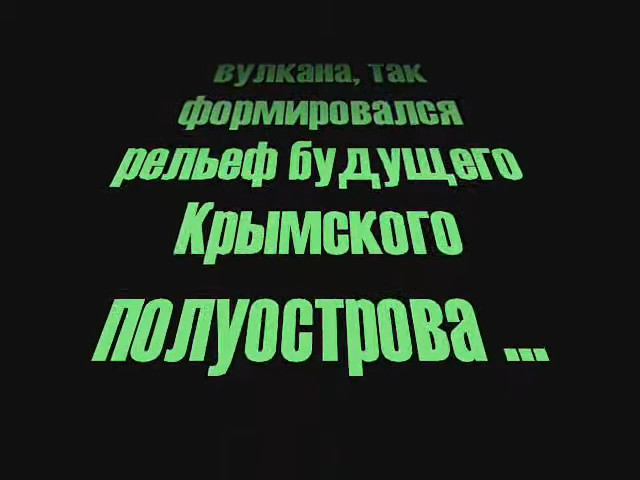 вулкана, так
формировался
рельеф будущего
Крымского
полуострова ...